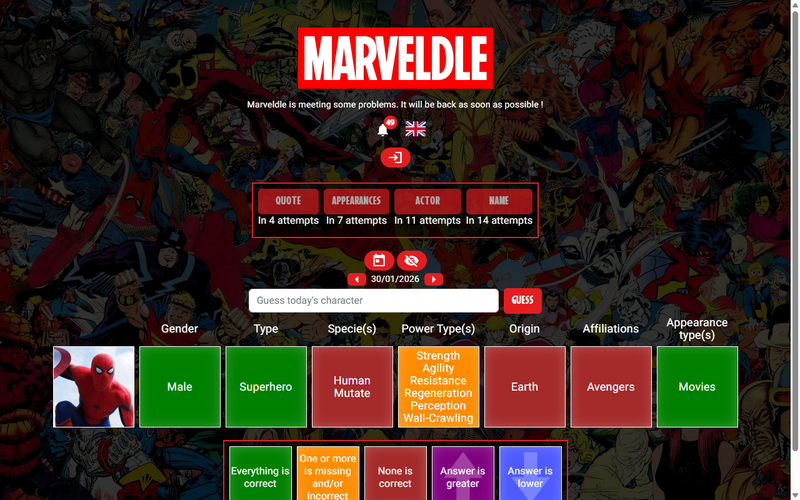 MARVELDLE
Marveldle is meeting some problems. It will be back as soon as possible !
49
QUOTE
In 4 attempts
APPEARANCES
In 7 attempts
ACTOR
In 11 attempts
NAME
In 14 attempts
30/01/2026
Guess today's character
GUESS
Gender
Type
Specie(s)
Power Type(s)
Origin
Affiliations
Appearance
type(s)
Male
Superhero
Human
Mutate
Strength
Agility
Resistance
Regeneration
Perception
Wall-Crawling
Earth
Avengers
Movies
Everything is
correct
One or more
is missing
and/or
incorrect
None is
correct
Answer is
greater
Answer is
lower